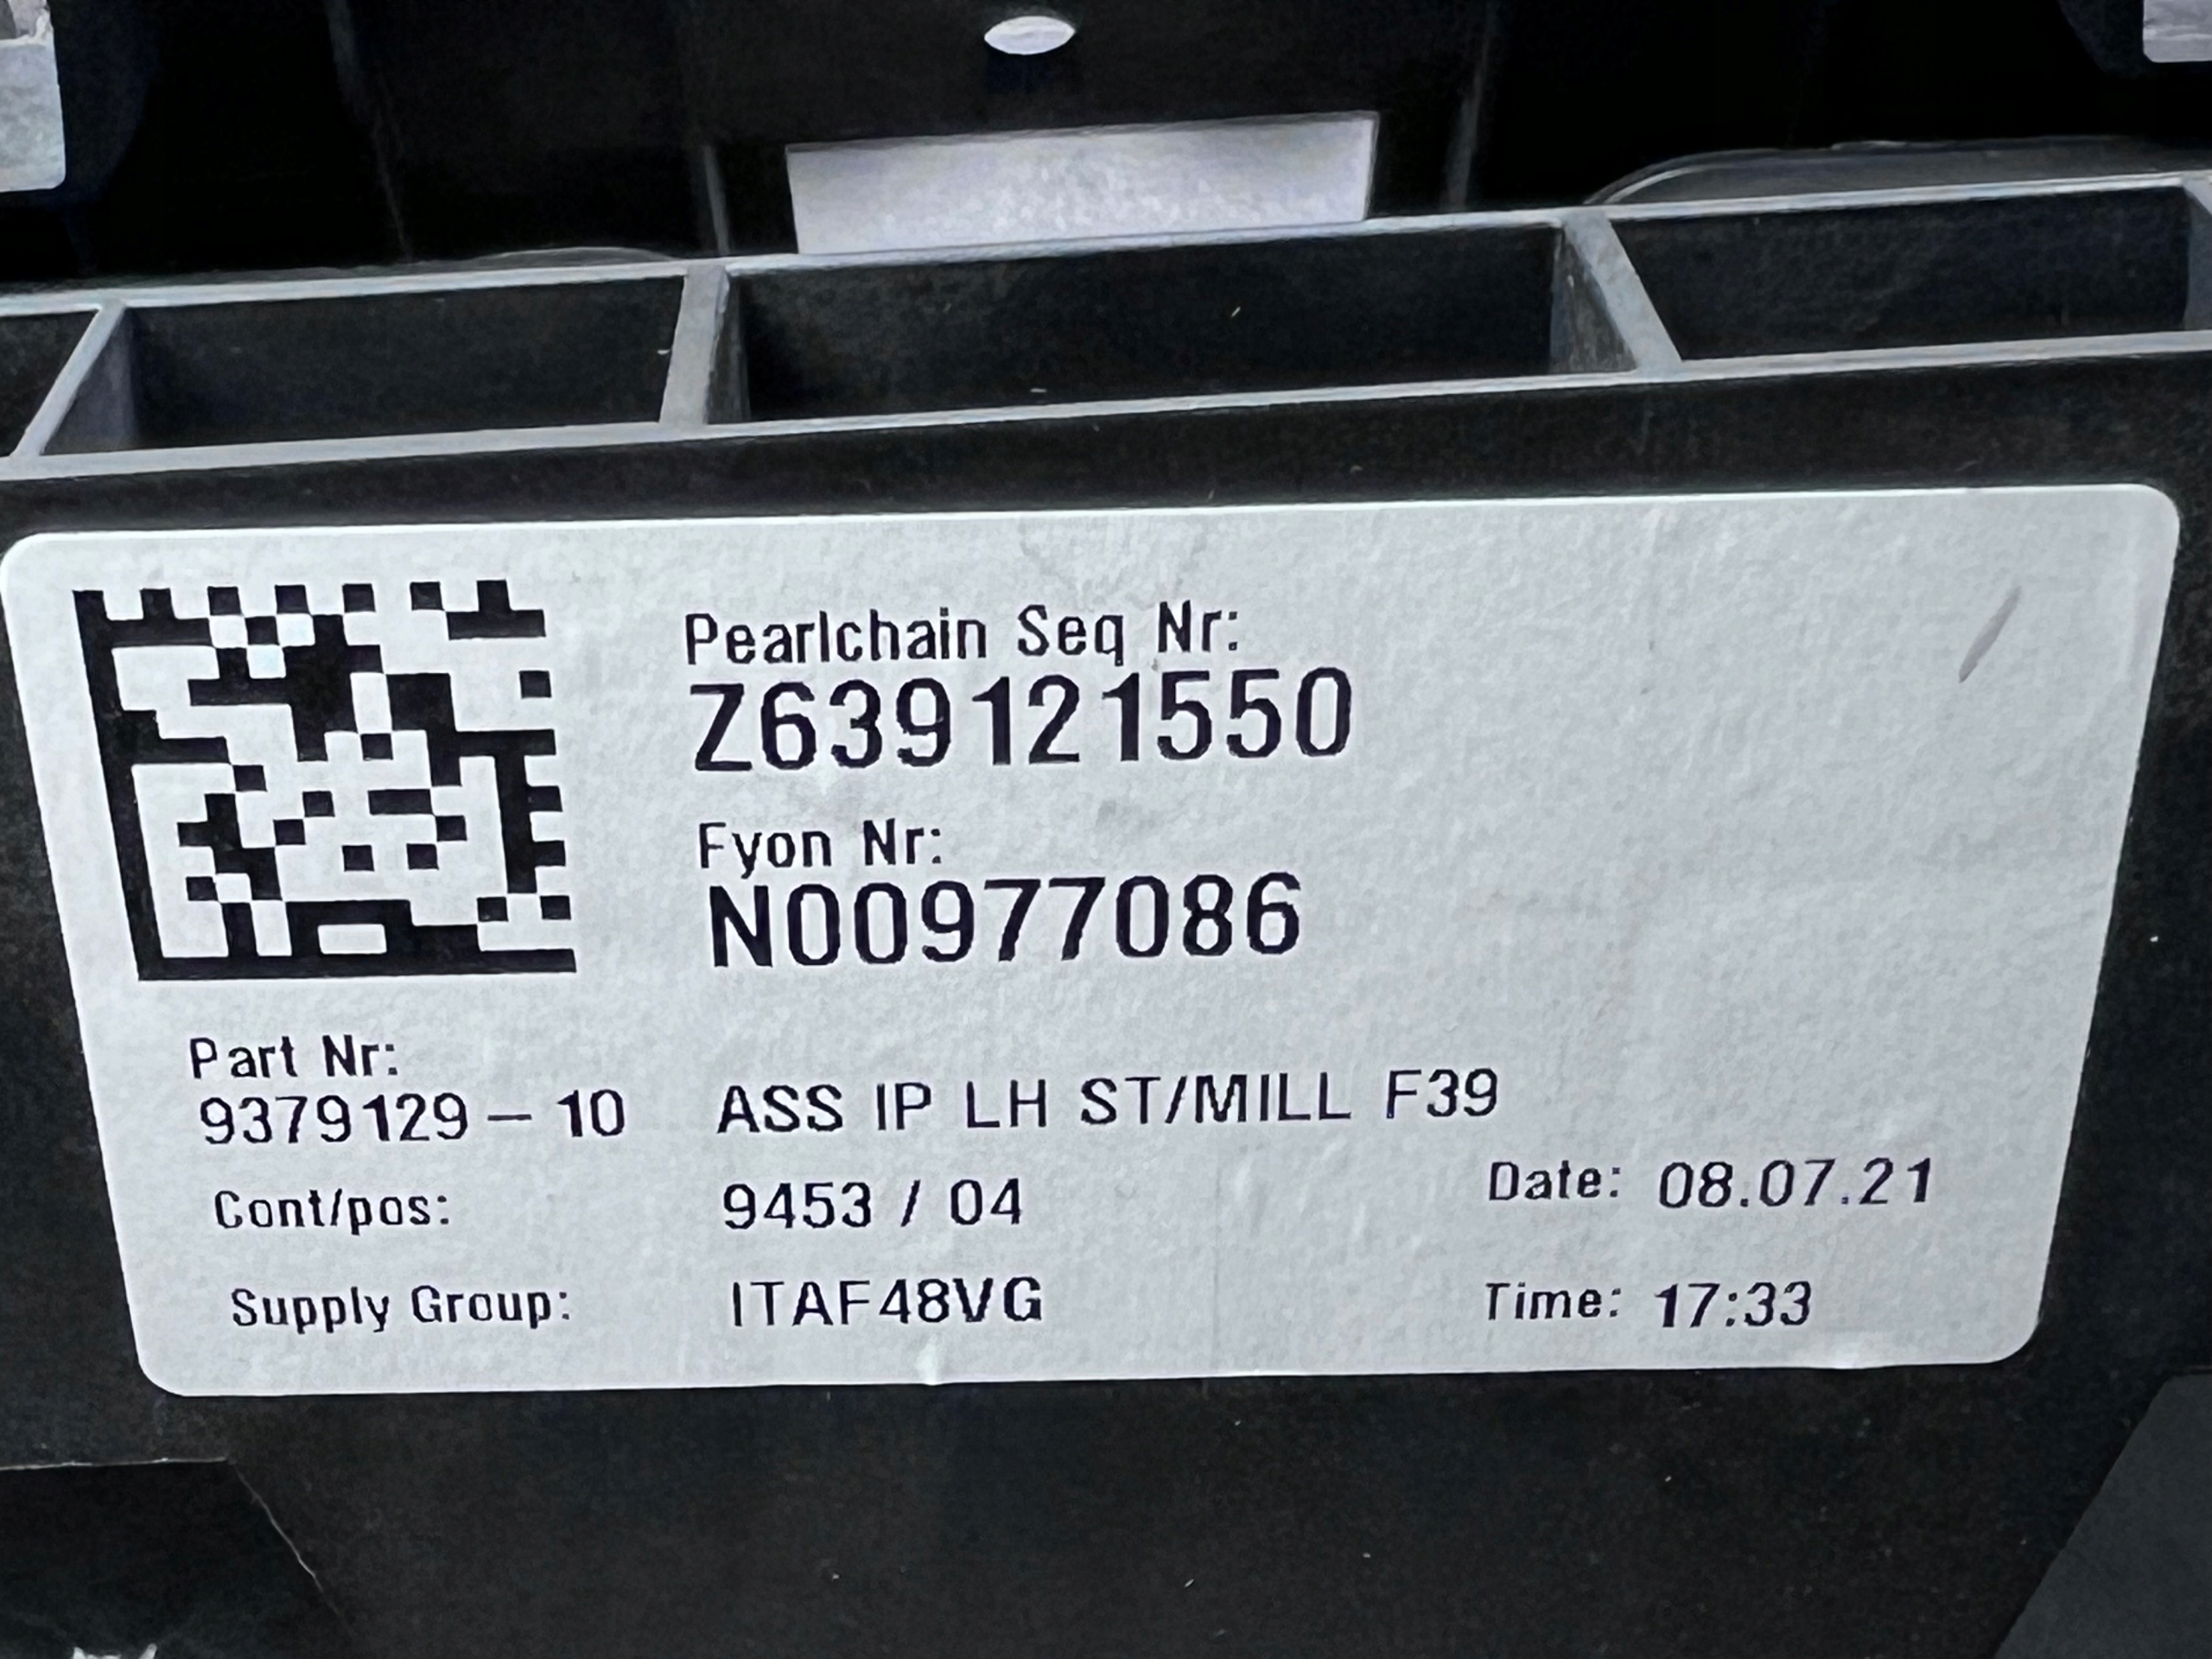 Pearlchain Seq Nr:
Z639121550
Fyon Nr:
N00977086
Part Nr:
9379129 – 10 ASS IP LH ST/MILL F39
Cont/pos: 9453 / 04 Date: 08.07.21
Supply Group: ITAF48VG Time: 17:33